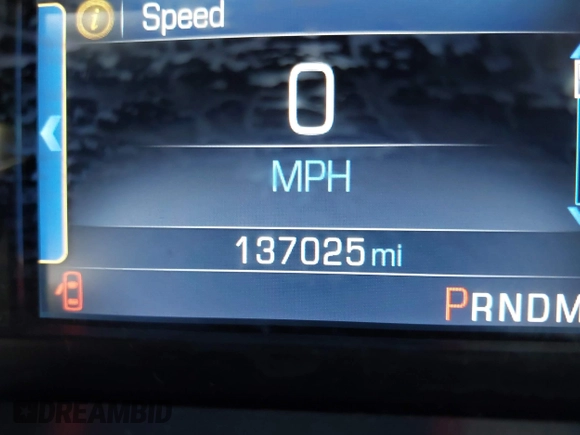 i Speed
0
MPH
137025 mi
PRNDM
DREAMBID